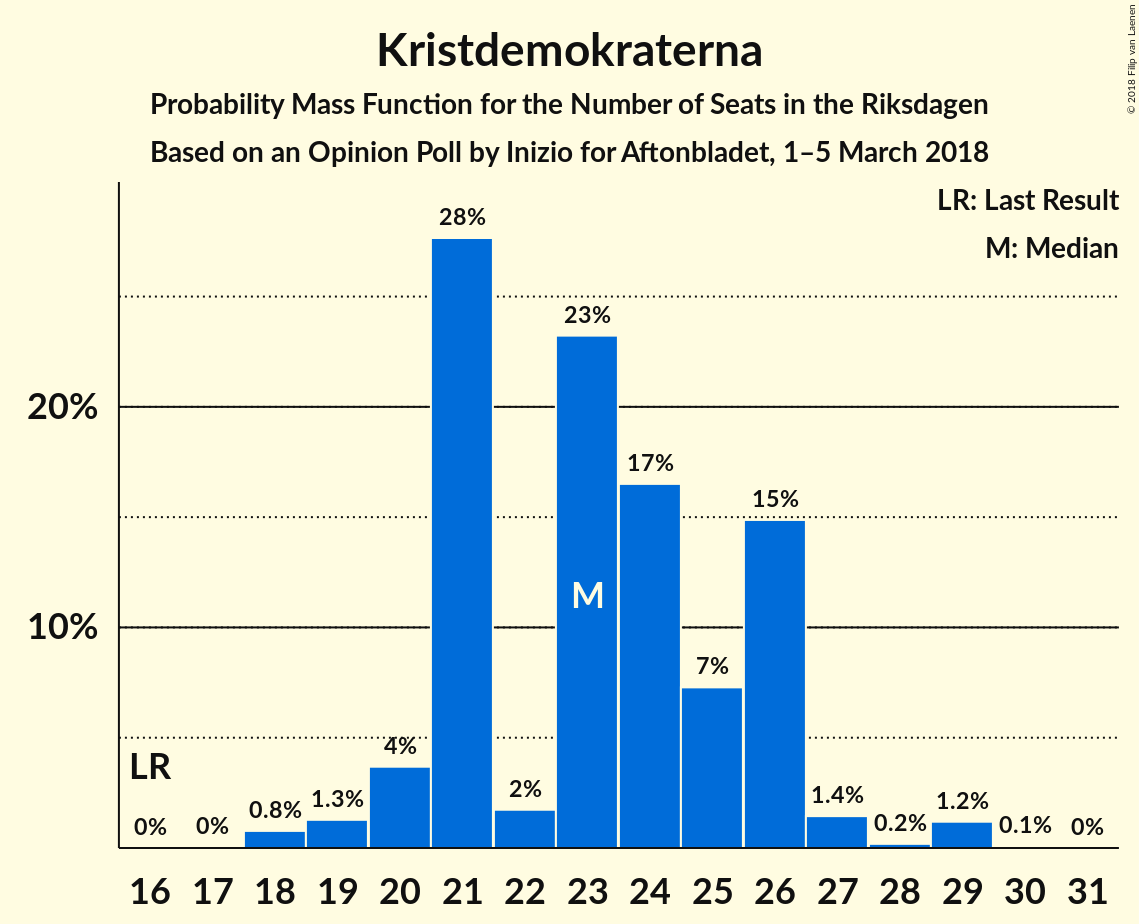 Kristdemokraterna
Probability Mass Function for the Number of Seats in the Riksdagen
Based on an Opinion Poll by Inizio for Aftonbladet, 1–5 March 2018
© 2018 Filip van Laenen
LR: Last Result
M: Median
28%
23%
20%
17%
15%
M
10%
7%
4%
LR
2%
1.4%
1.3%
1.2%
0.8%
0.2%
0.1%
0%
0%
0%
16 17 18 19 20 21 22 23 24 25 26 27 28 29 30 31